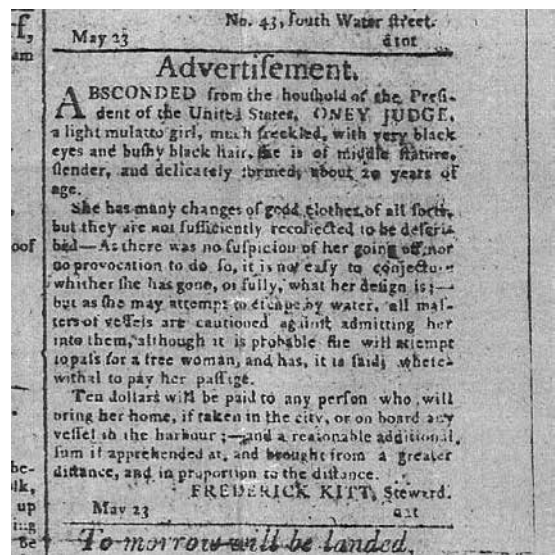 No. 43, ſouth Water ſtreet.
May 23 dtot
Advertiſement.
ABSCONDED from the houſhold of the Preſi-
dent of the United States, ONEY JUDGE,
a light mulatto girl, much freckled, with very black
eyes and buſhy black hair, ſhe is of middle ſtature,
ſlender, and delicately formed, about 20 years of
age.
She has many changes of good clothes, of all ſorts,
but they are not ſufficiently recollected to be deſcri-
bed—As there was no ſuſpicion of her going off, nor
no provocation to do ſo, it is not eaſy to conjecture
whither ſhe has gone, or fully, what her deſign is;—
but as ſhe may attempt to eſcape by water, all maſ-
ters of veſſels are cautioned againſt admitting her
into them, although it is probable ſhe will attempt
to paſs for a free woman, and has, it is ſaid, where-
withal to pay her paſſage.
Ten dollars will be paid to any perſon who will
bring her home, if taken in the city, or on board any
veſſel in the harbour;—and a reaſonable additional
ſum if apprehended at, and brought from a greater
diſtance, and in proportion to the diſtance.
FREDERICK KITT, Steward.
May 23
To morrow will be landed,
am
oof
he-
lk,
up
ing
Be